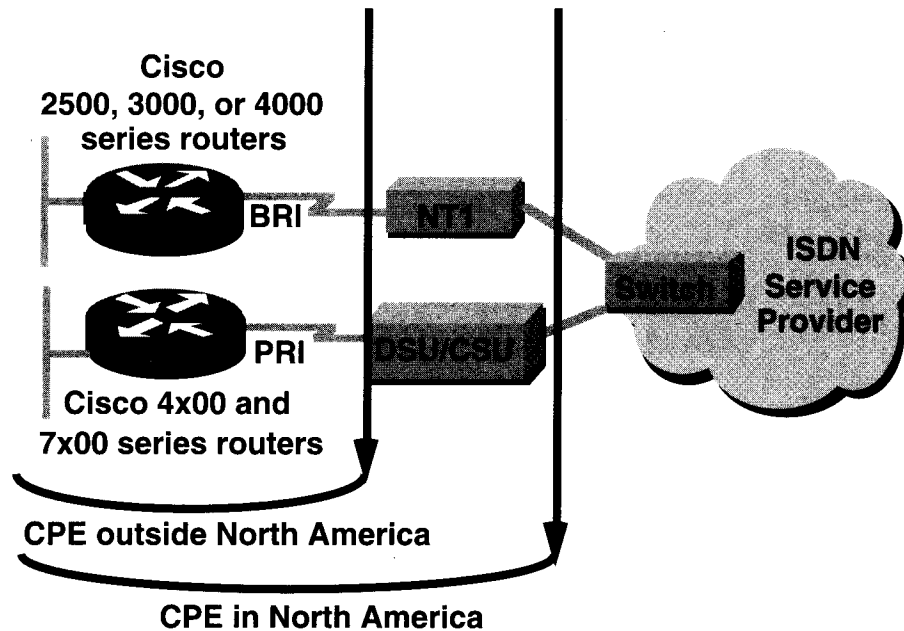 Cisco
2500, 3000, or 4000
series routers
BRI
NT1
Switch
ISDN
Service
Provider
PRI
DSU/CSU
Cisco 4x00 and
7x00 series routers
CPE outside North America
CPE in North America